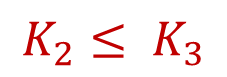 K₂ ≤ K₃